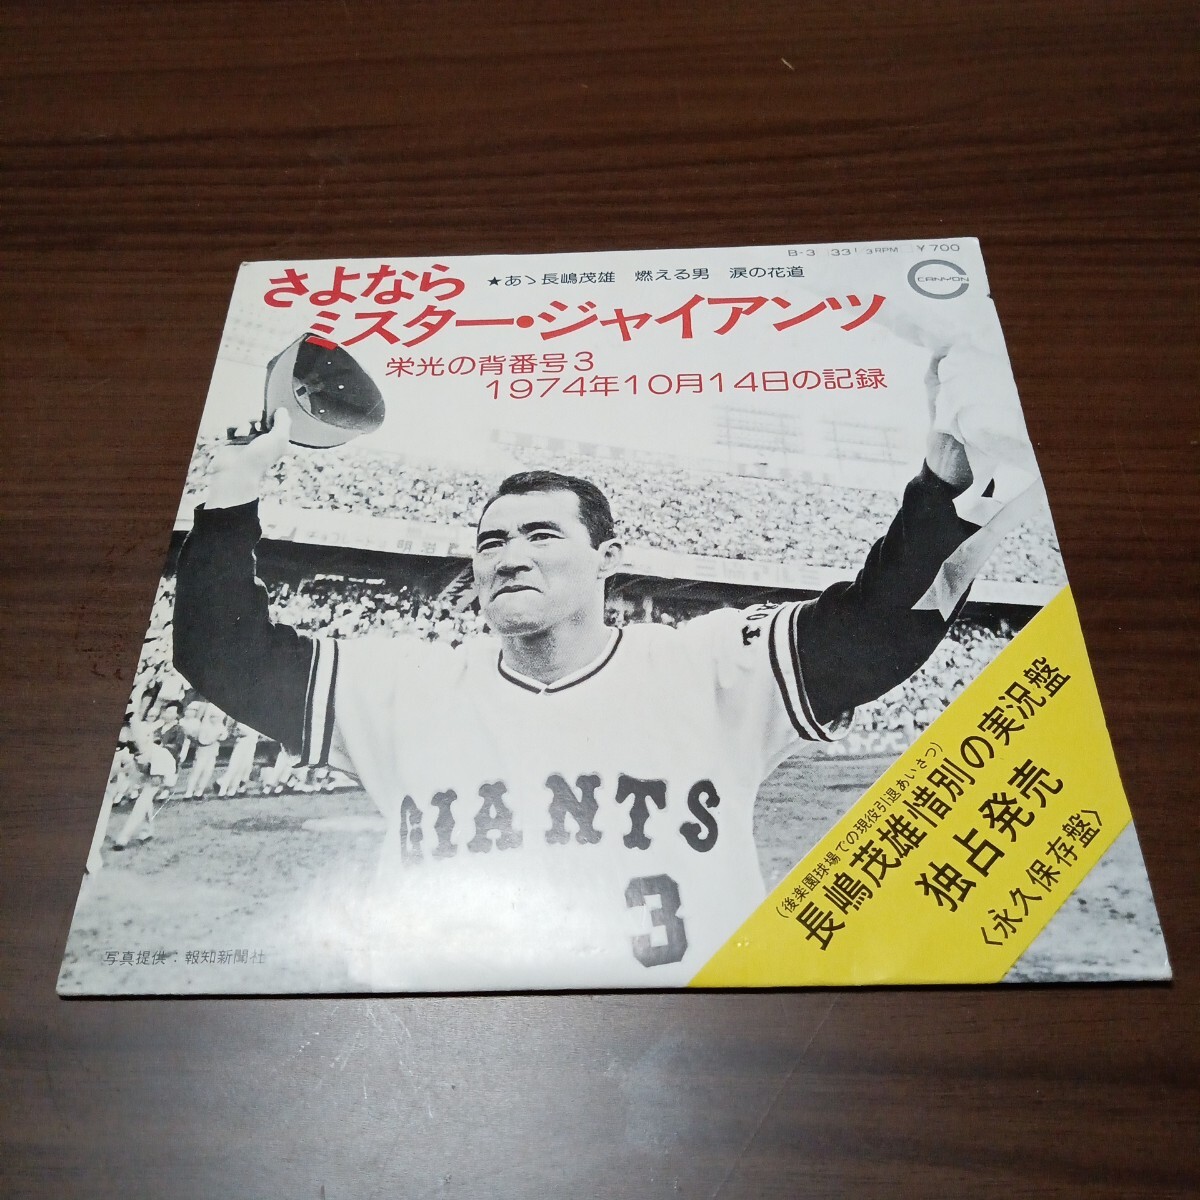 B-3 33 1/3RPM ¥700
CANYON
★あゝ長嶋茂雄 燃える男 涙の花道
さよなら
ミスター・ジャイアンツ
栄光の背番号3
1974年10月14日の記録
明治
TO
GIANTS
3
(後楽園球場での現役引退あいさつ)
長嶋茂雄惜別の実況盤
独占発売
〈永久保存盤〉
写真提供:報知新聞社